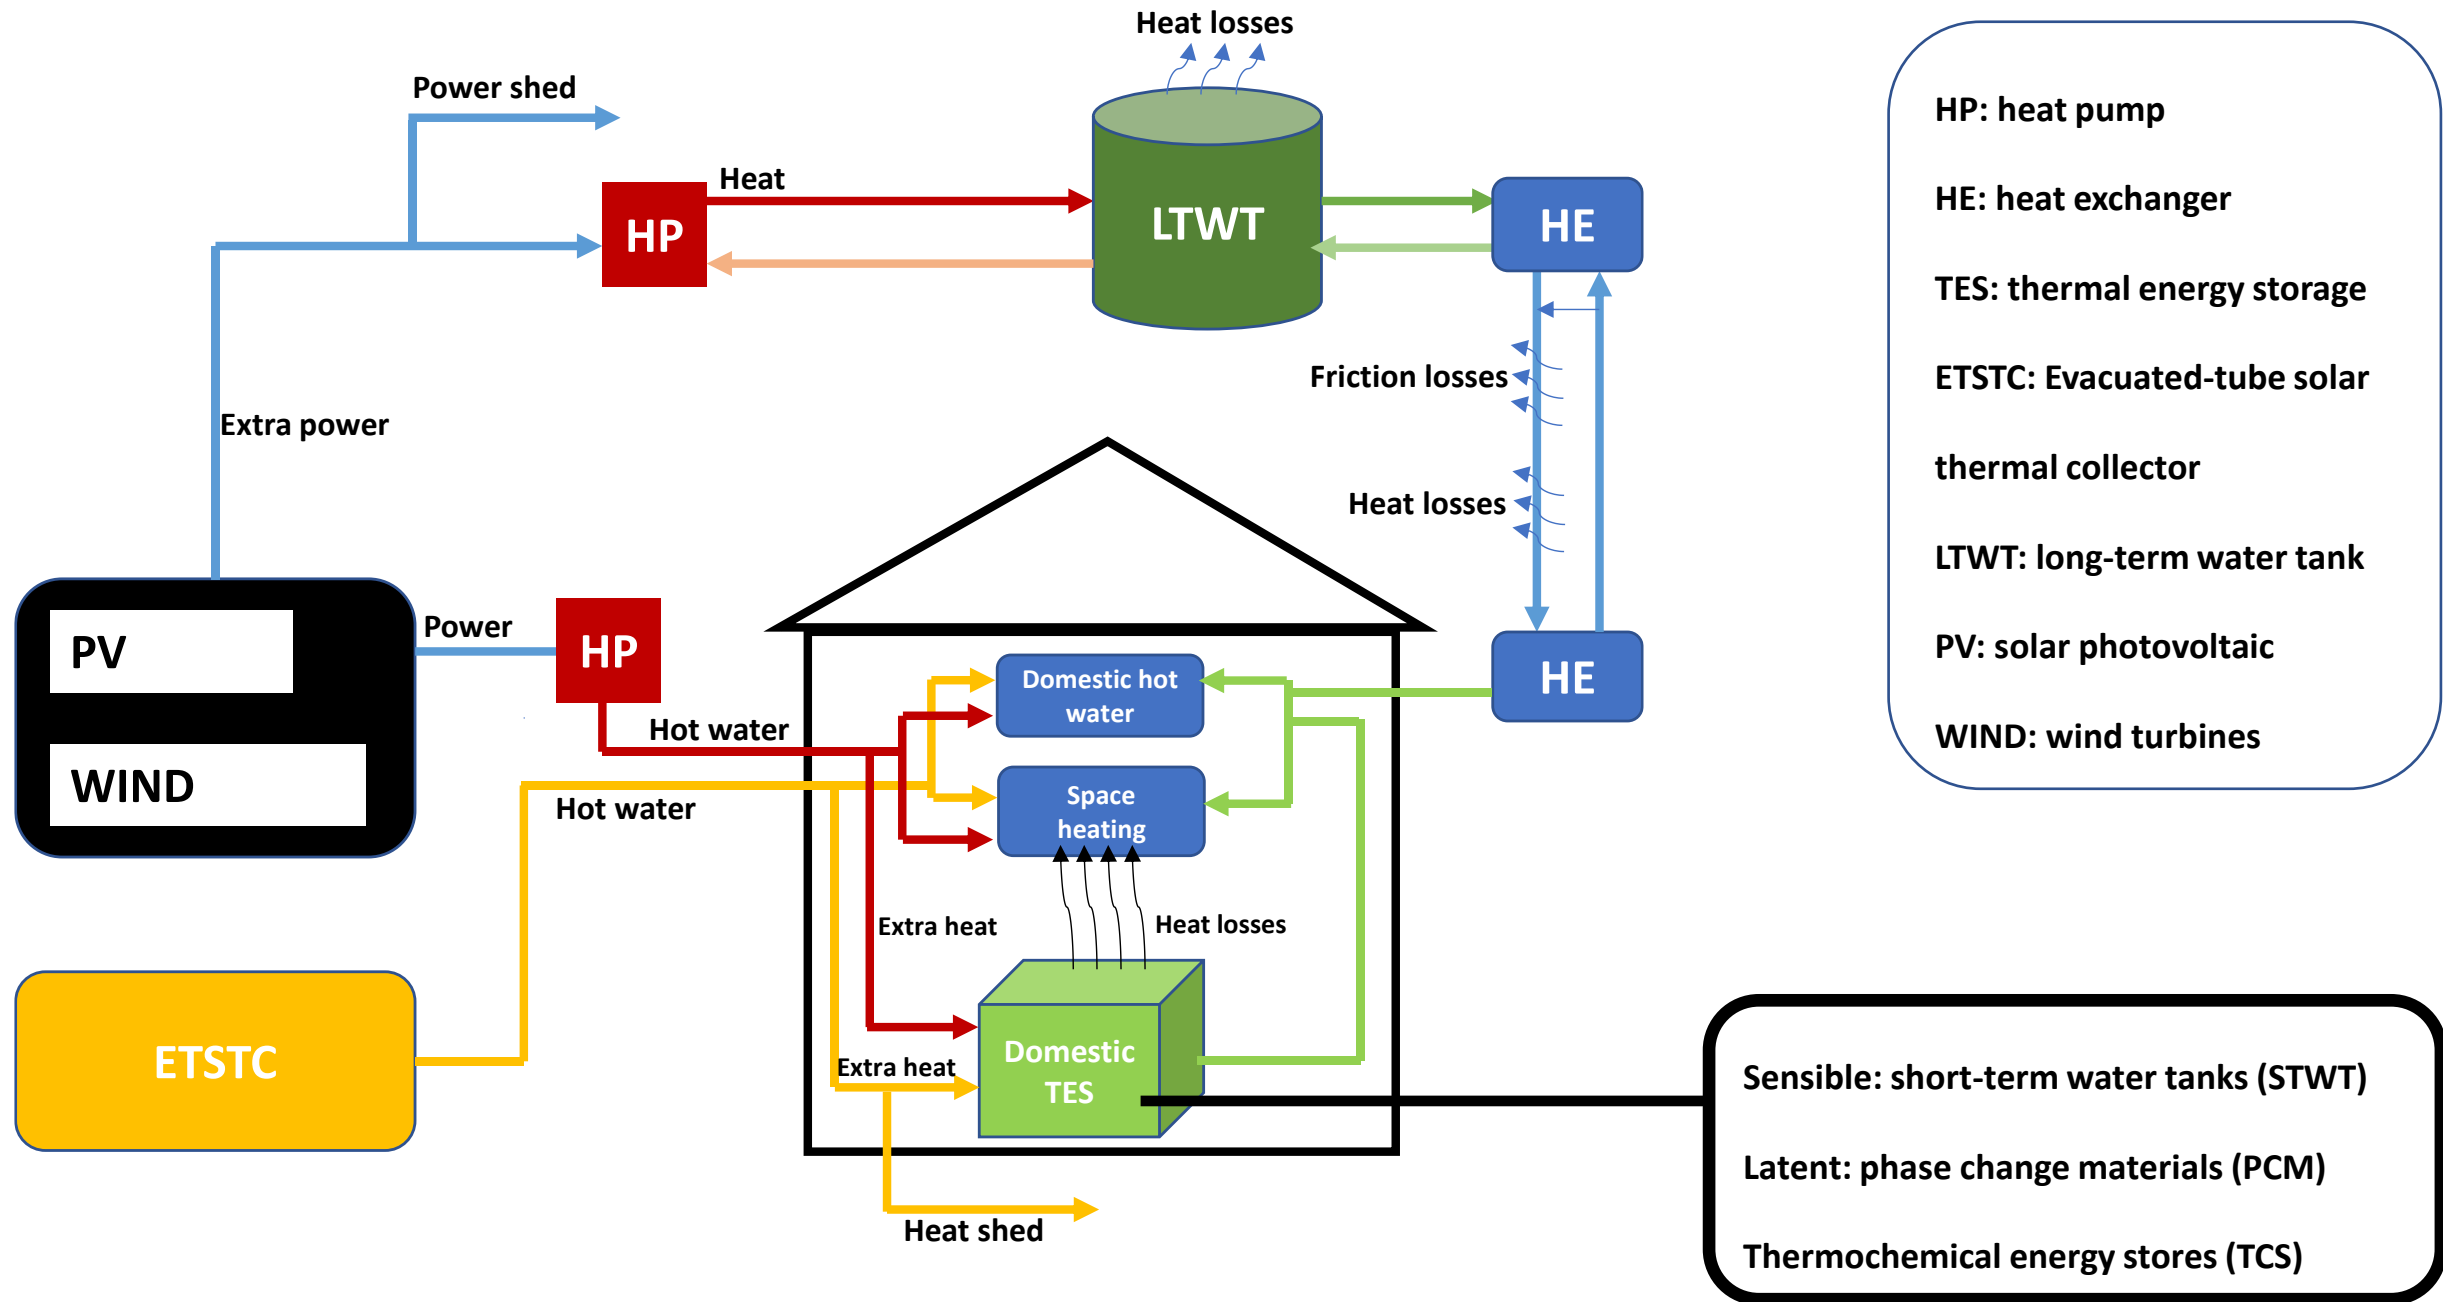 Heat losses
Power shed
Heat
HP
LTWT
HE
Friction losses
Extra power
Heat losses
PV
WIND
Power
HP
Hot water
Hot water
Domestic hot
water
HE
Space
heating
Extra heat
Heat losses
ETSTC
Extra heat
Domestic
TES
Heat shed
HP: heat pump
HE: heat exchanger
TES: thermal energy storage
ETSTC: Evacuated-tube solar
thermal collector
LTWT: long-term water tank
PV: solar photovoltaic
WIND: wind turbines
Sensible: short-term water tanks (STWT)
Latent: phase change materials (PCM)
Thermochemical energy stores (TCS)